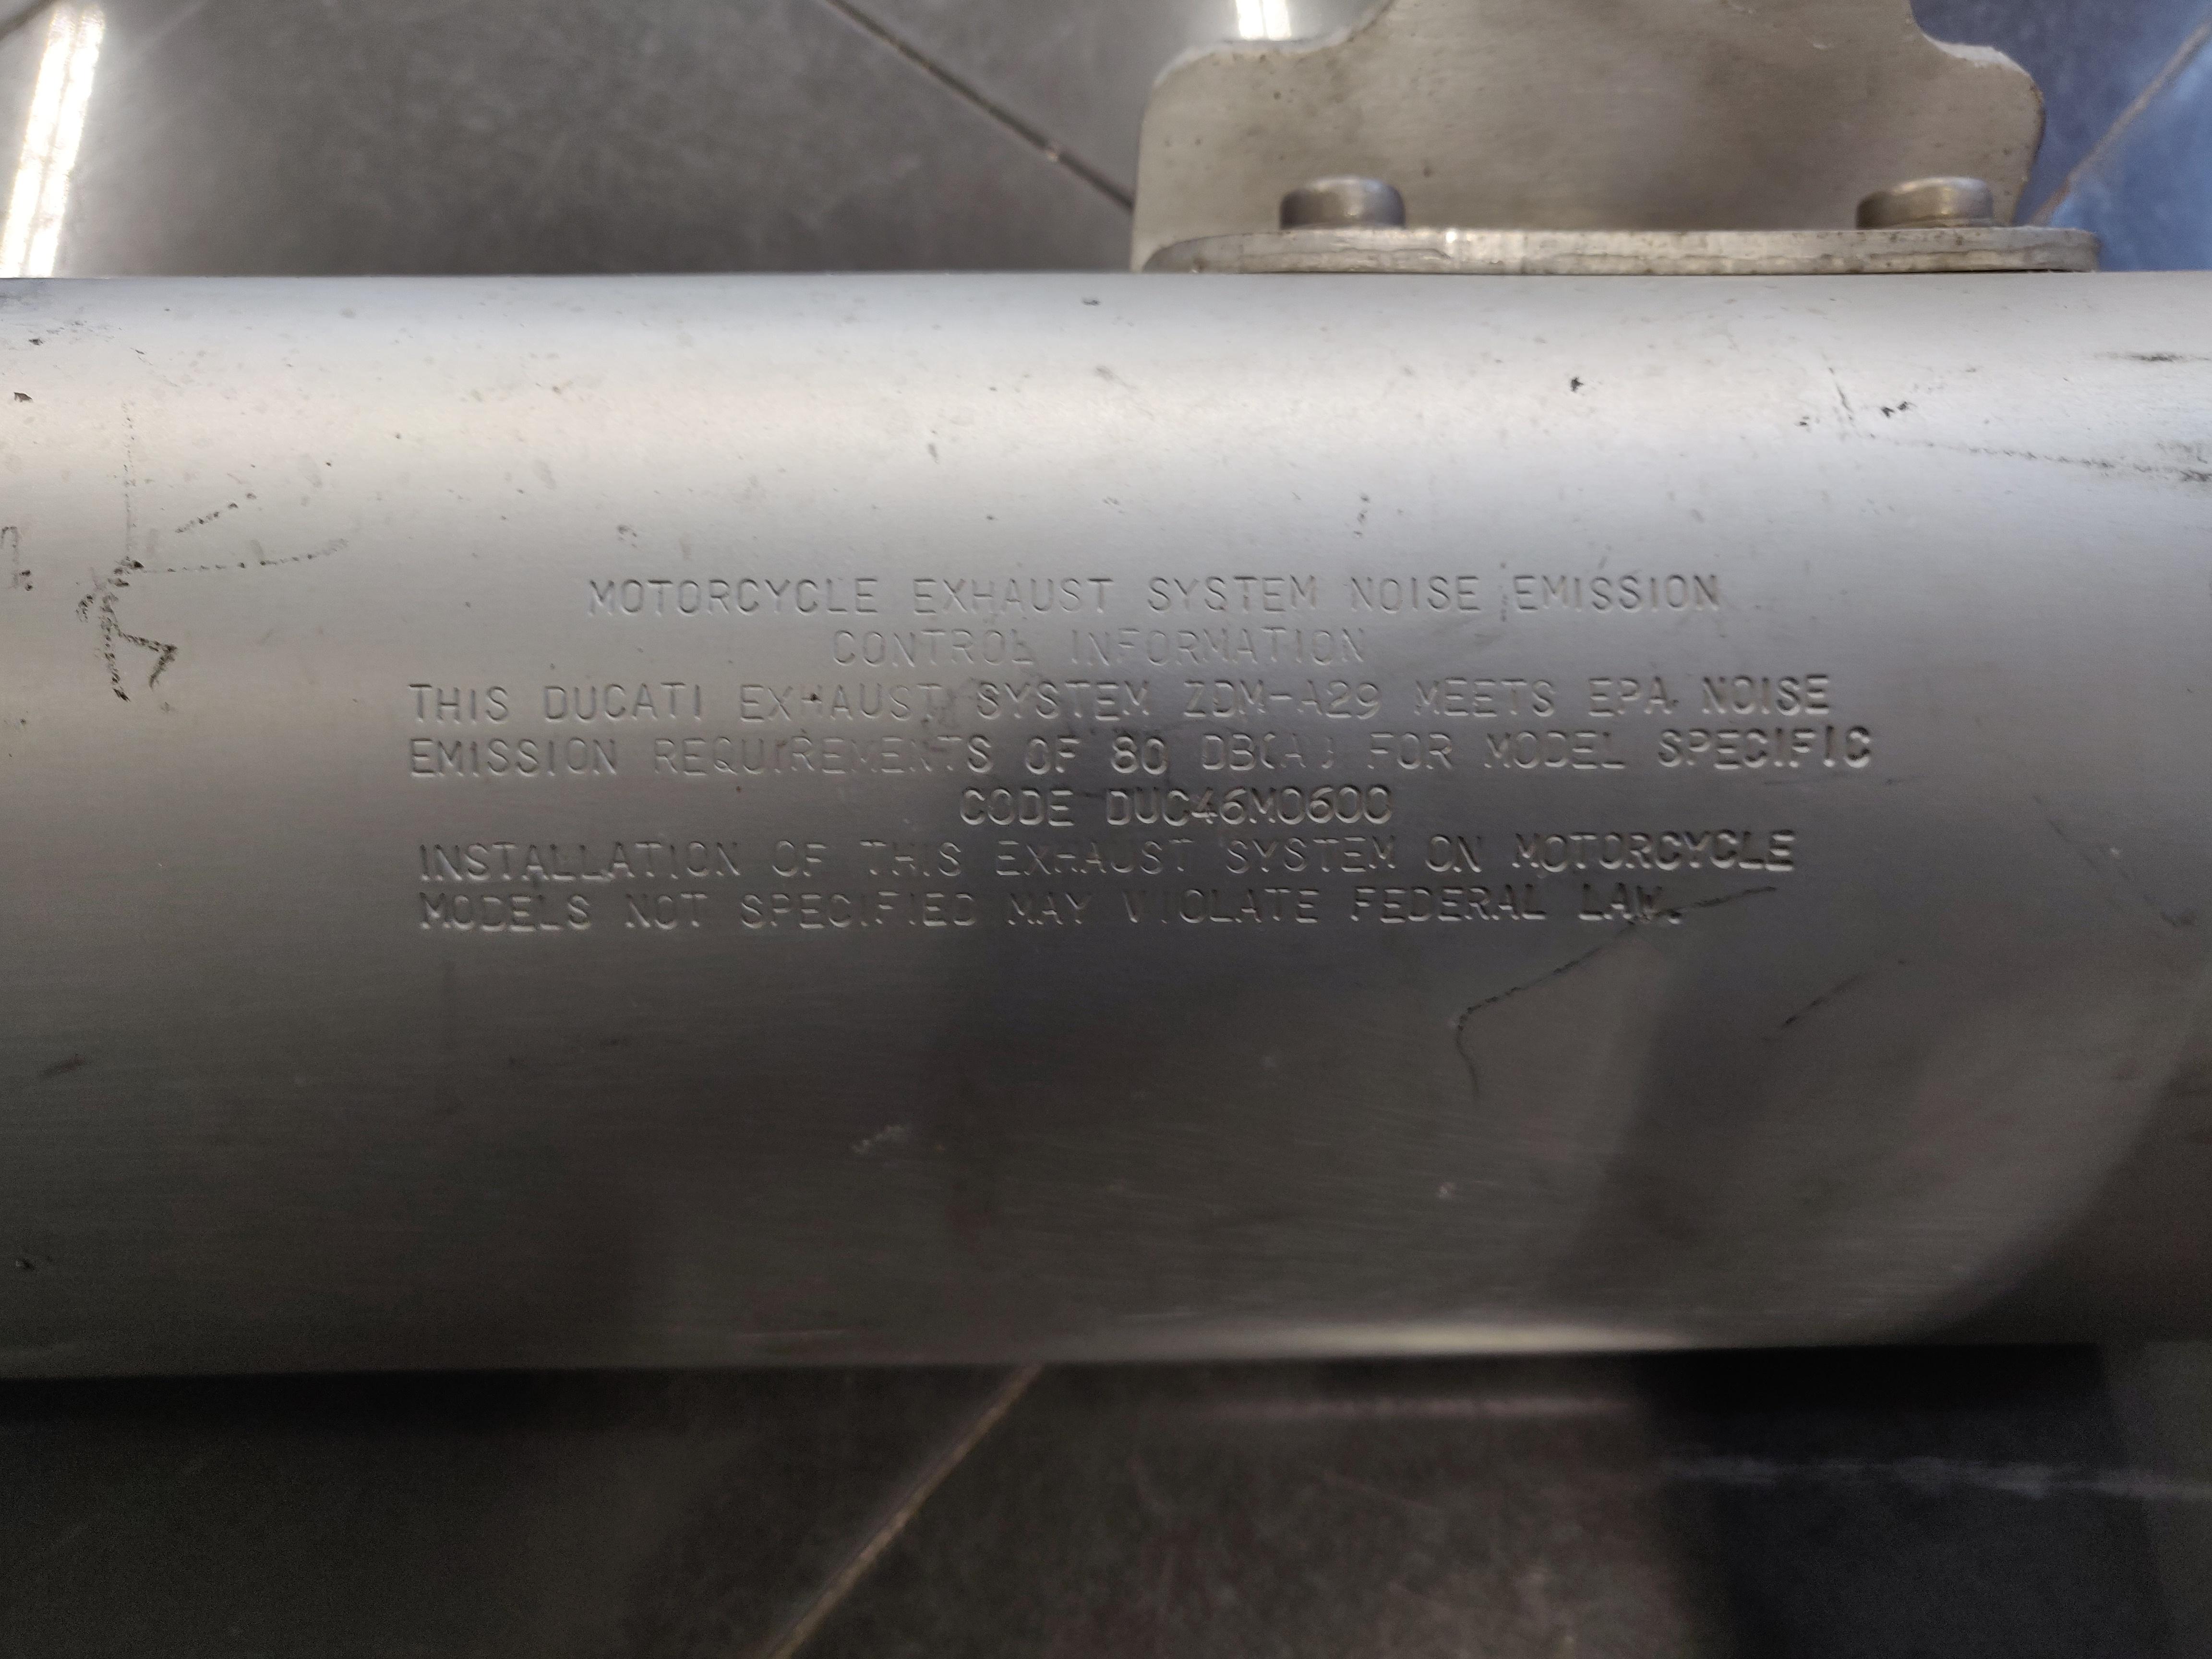 MOTORCYCLE EXHAUST SYSTEM NOISE EMISSION
CONTROL INFORMATION
THIS DUCATI EXHAUST SYSTEM ZDM-A29 MEETS EPA NOISE
EMISSION REQUIREMENTS OF 80 DB(A) FOR MODEL SPECIFIC
CODE DUC46M0600
INSTALLATION OF THIS EXHAUST SYSTEM ON MOTORCYCLE
MODELS NOT SPECIFIED MAY VIOLATE FEDERAL LAW.